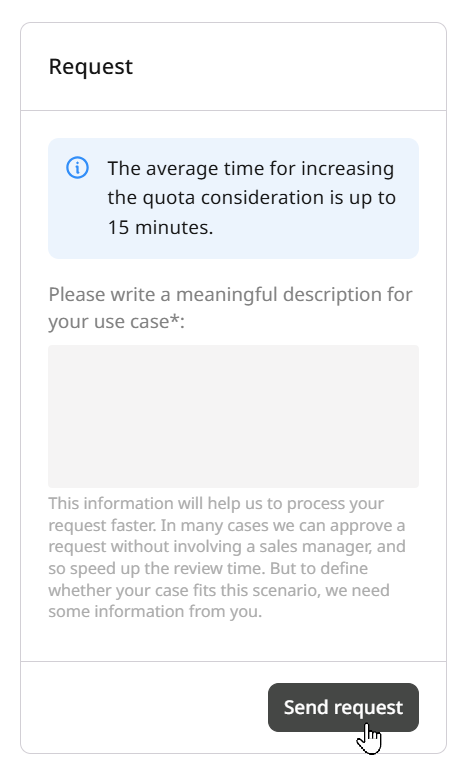 Request
The average time for increasing
the quota consideration is up to
15 minutes.
Please write a meaningful description for
your use case*:
This information will help us to process your
request faster. In many cases we can approve a
request without involving a sales manager, and
so speed up the review time. But to define
whether your case fits this scenario, we need
some information from you.
Send request